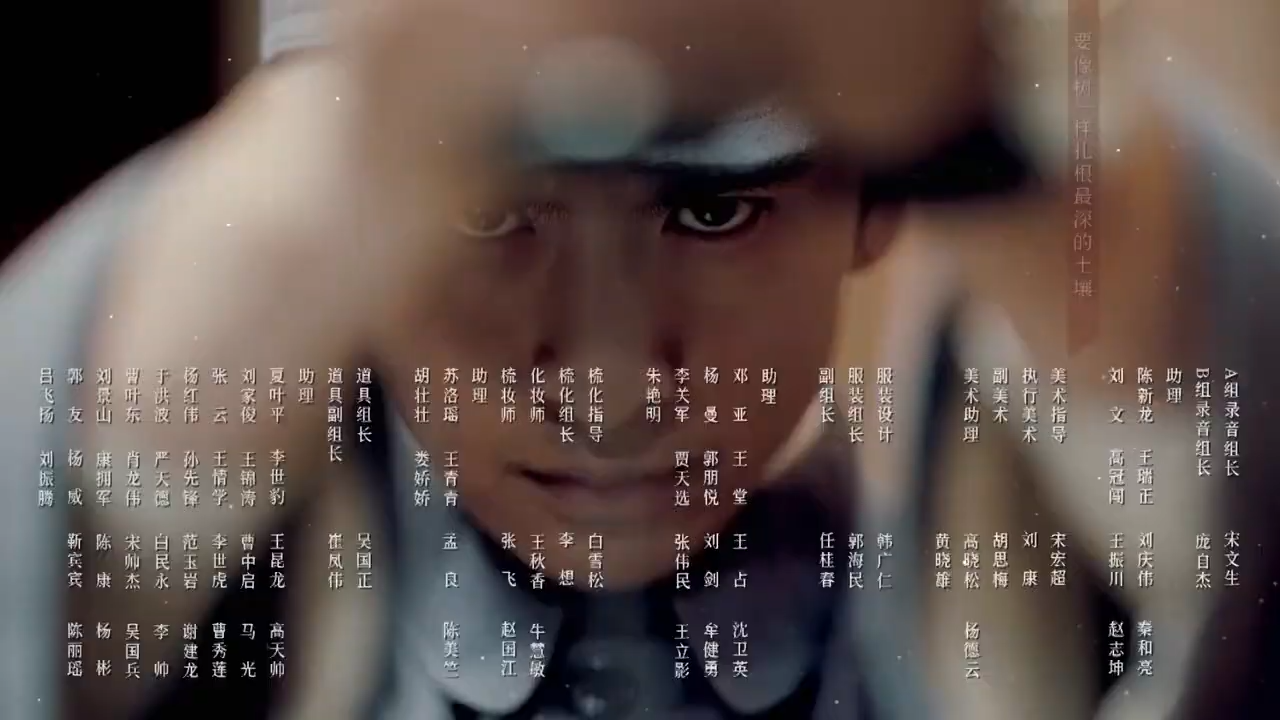 要像树一样扎根最深的土壤
A组录音组长 宋文生
B组录音组长 庞自杰
助理
陈新龙 王瑞正 刘庆伟 秦和亮
刘文 高冠闯 王振川 赵志坤
美术指导 宋宏超
执行美术 刘康
副美术 胡思梅
美术助理 高晓松 杨德云
黄晓雄
服装设计 韩广仁
服装组长 郭海民
副组长 任桂春
助理
邓亚 王堂 王占 沈卫英
杨曼 郭朋悦 刘剑 牟健勇
李关军 贾天选 张伟民 王立影
朱艳明
梳化指导 白雪松
梳化组长 李想
化妆师 王秋香 牛慧敏
梳妆师 张飞 赵国江
助理
苏洛瑶 王青青 孟良 陈美竺
胡壮壮 娄娇娇
道具组长 吴国正
道具副组长 崔凤伟
助理
夏叶平 李世豹 王昆龙 高天帅
刘家俊 王锦涛 曹中启 马光
张云 王情学 李世虎 曹秀莲
杨红伟 孙先锋 范玉岩 谢建龙
于洪波 严大德 白民永 李帅
曹叶东 肖龙伟 宋帅杰 吴国兵
刘景山 康拥军 陈康 杨彬
郭友 杨威 靳宾宾 陈丽瑶
吕飞扬 刘振腾